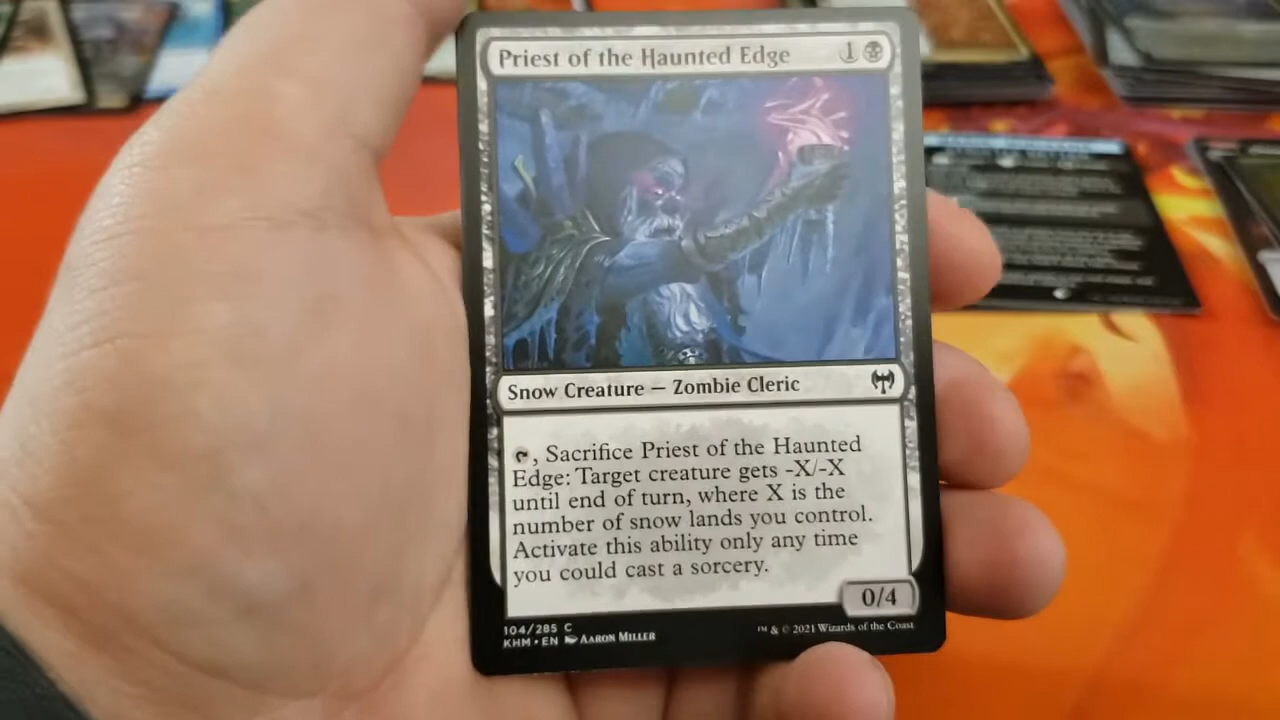 Priest of the Haunted Edge 1
Snow Creature — Zombie Cleric
, Sacrifice Priest of the Haunted
Edge: Target creature gets -X/-X
until end of turn, where X is the
number of snow lands you control.
Activate this ability only any time
you could cast a sorcery.
0/4
104/285 C
KHM • EN AARON MILLER
™ & © 2021 Wizards of the Coast